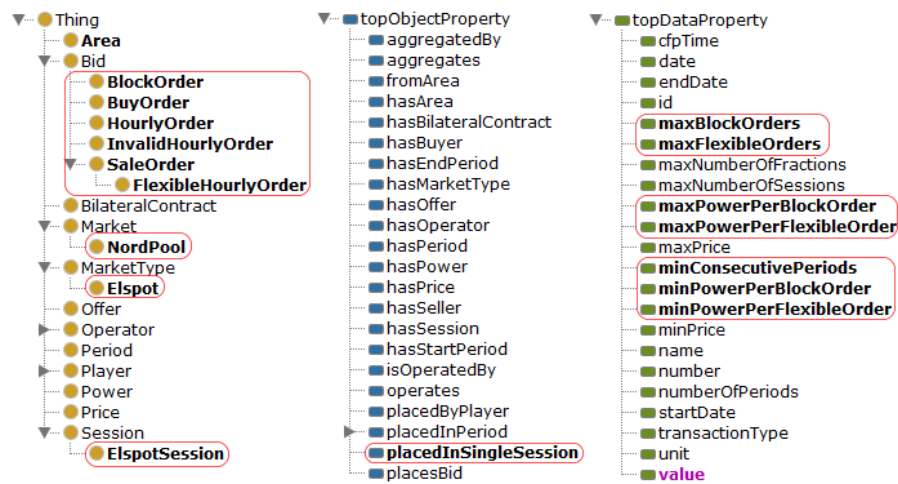 Thing
Area
Bid
BlockOrder
BuyOrder
HourlyOrder
InvalidHourlyOrder
SaleOrder
FlexibleHourlyOrder
BilateralContract
Market
NordPool
MarketType
Elspot
Offer
Operator
Period
Player
Power
Price
Session
ElspotSession
topObjectProperty
aggregatedBy
aggregates
fromArea
hasArea
hasBilateralContract
hasBuyer
hasEndPeriod
hasMarketType
hasOffer
hasOperator
hasPeriod
hasPower
hasPrice
hasSeller
hasSession
hasStartPeriod
isOperatedBy
operates
placedByPlayer
placedInPeriod
placedInSingleSession
placesBid
topDataProperty
cfpTime
date
endDate
id
maxBlockOrders
maxFlexibleOrders
maxNumberOfFractions
maxNumberOfSessions
maxPowerPerBlockOrder
maxPowerPerFlexibleOrder
maxPrice
minConsecutivePeriods
minPowerPerBlockOrder
minPowerPerFlexibleOrder
minPrice
name
number
numberOfPeriods
startDate
transactionType
unit
value